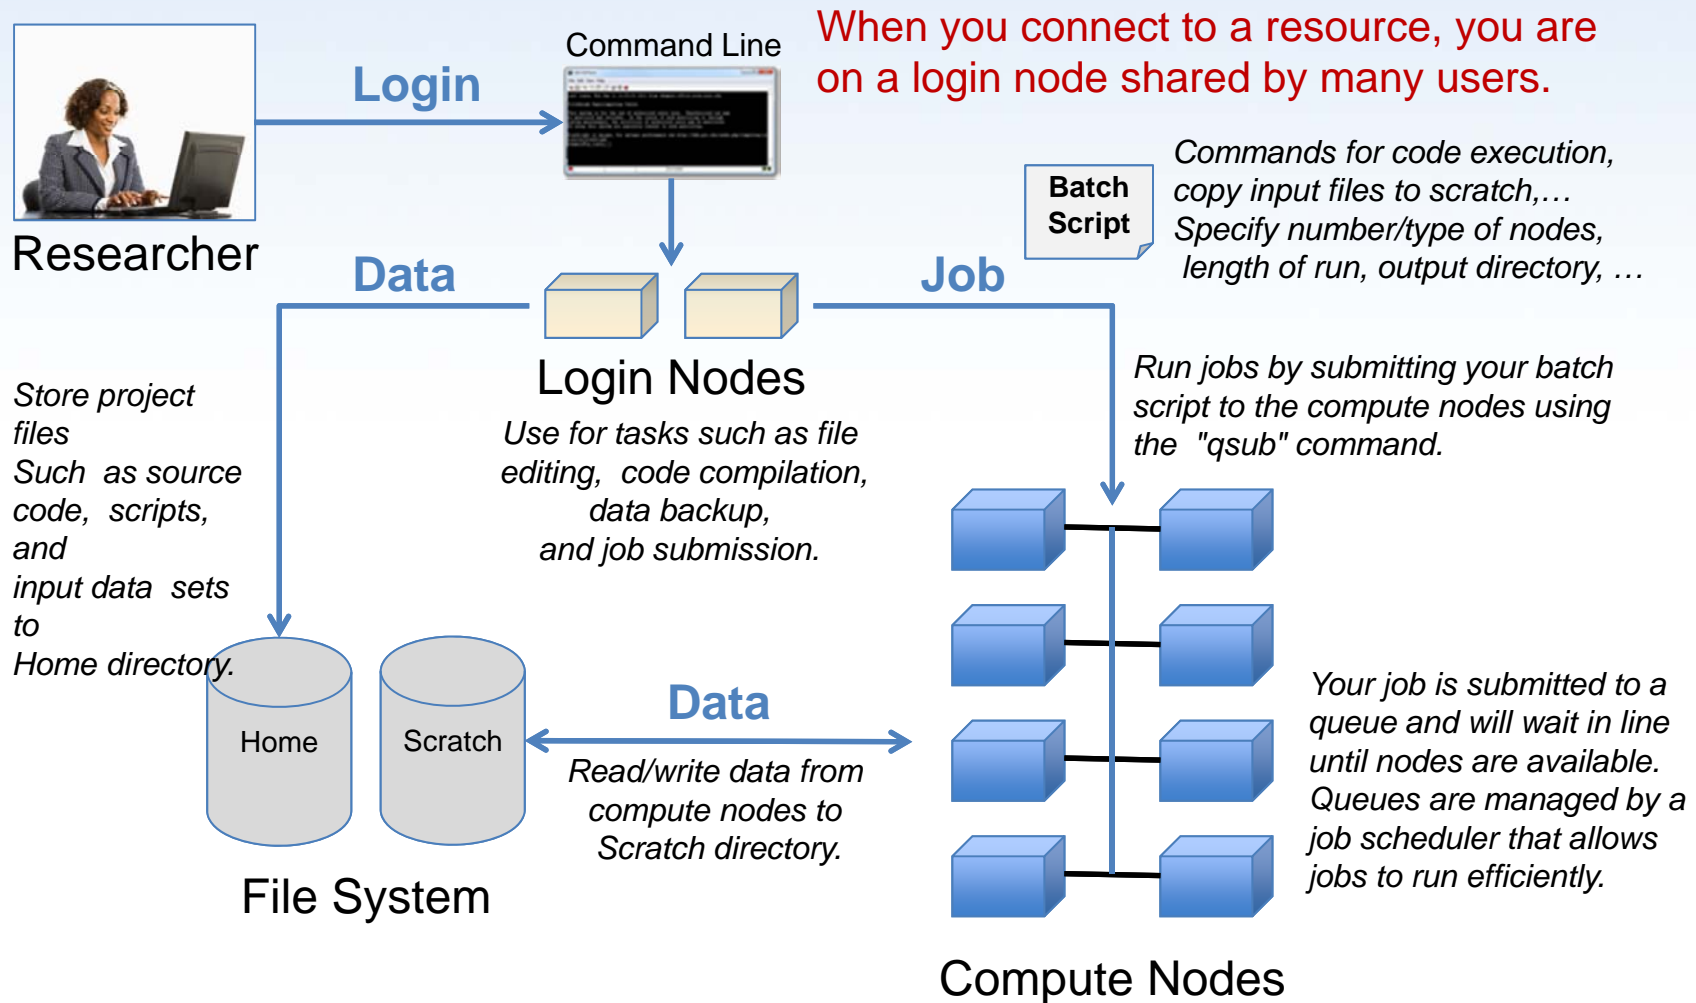 When you connect to a resource, you are
on a login node shared by many users.
Command Line
Login
Researcher
Batch
Script
Commands for code execution,
copy input files to scratch,…
Specify number/type of nodes,
length of run, output directory, …
Data
Job
Login Nodes
Use for tasks such as file
editing, code compilation,
data backup,
and job submission.
Run jobs by submitting your batch
script to the compute nodes using
the "qsub" command.
Store project
files
Such as source
code, scripts,
and
input data sets
to
Home directory.
Home
Scratch
File System
Data
Read/write data from
compute nodes to
Scratch directory.
Your job is submitted to a
queue and will wait in line
until nodes are available.
Queues are managed by a
job scheduler that allows
jobs to run efficiently.
Compute Nodes